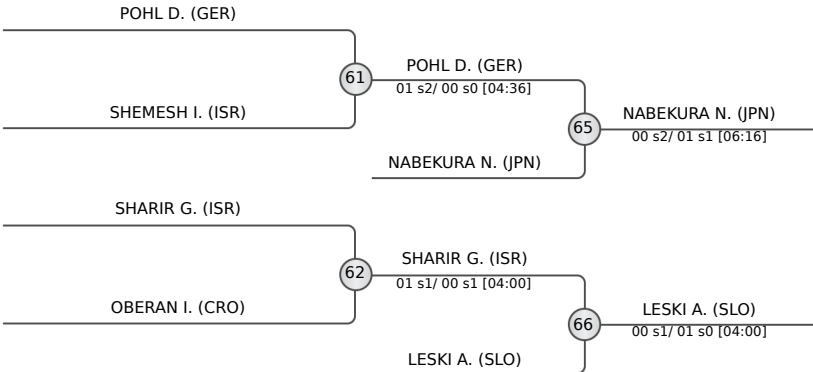 POHL D. (GER)
61
POHL D. (GER)
01 s2/ 00 s0 [04:36]
SHEMESH I. (ISR)
65
NABEKURA N. (JPN)
00 s2/ 01 s1 [06:16]
NABEKURA N. (JPN)
SHARIR G. (ISR)
62
SHARIR G. (ISR)
01 s1/ 00 s1 [04:00]
OBERAN I. (CRO)
66
LESKI A. (SLO)
00 s1/ 01 s0 [04:00]
LESKI A. (SLO)